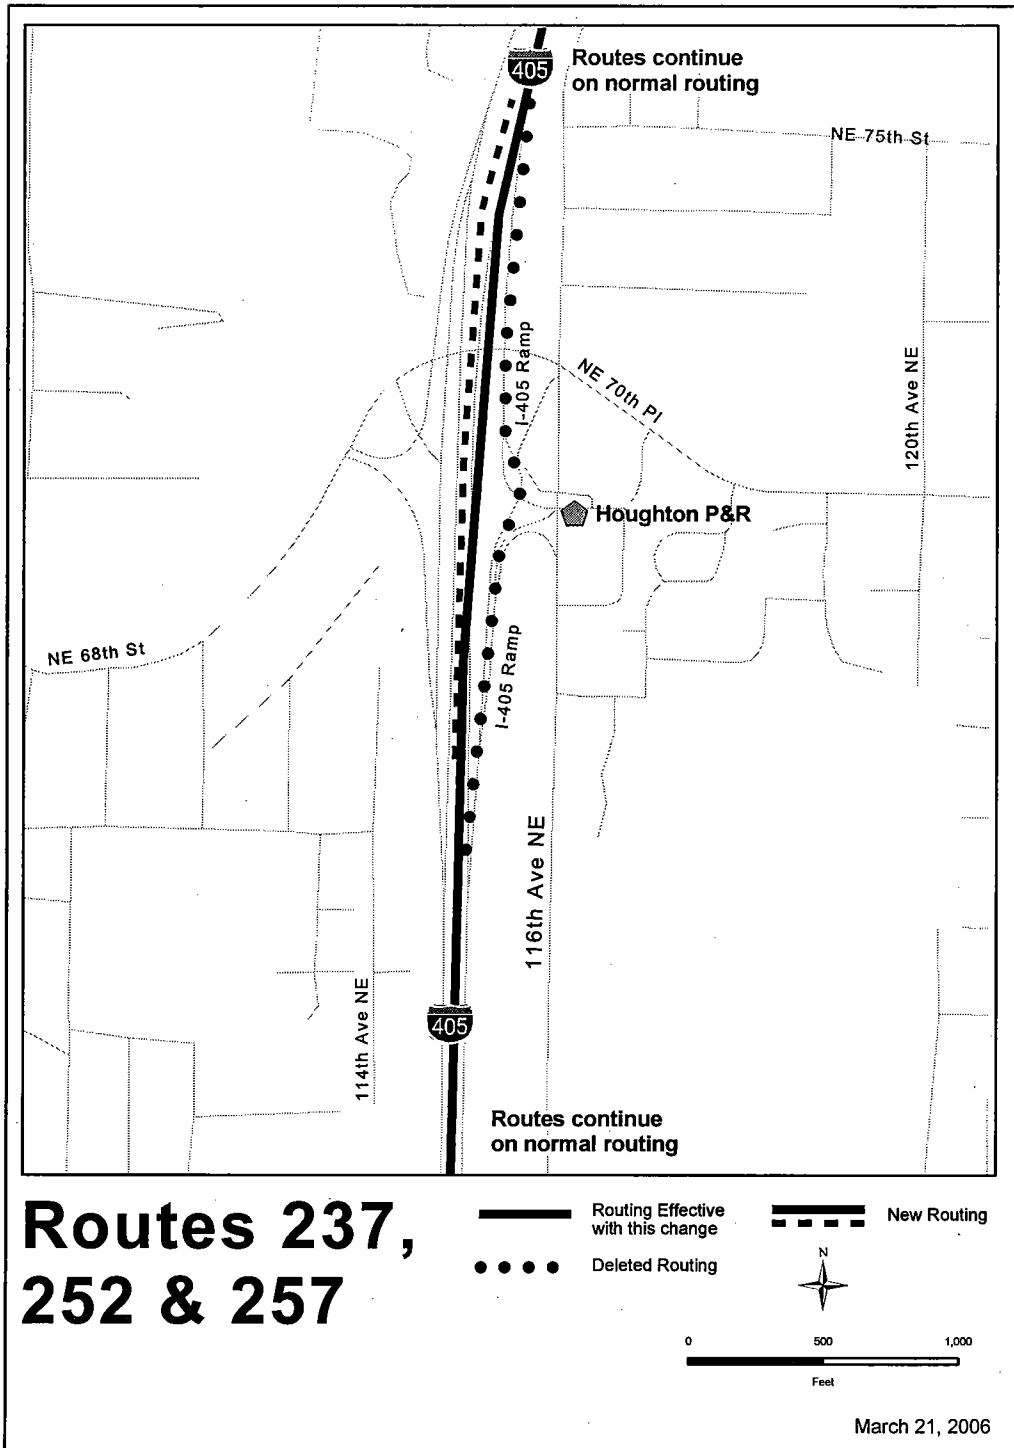 405
Routes continue
on normal routing
NE 75th St
I-405 Ramp
NE 70th Pl
120th Ave NE
Houghton P&R
NE 68th St
I-405 Ramp
116th Ave NE
114th Ave NE
405
Routes continue
on normal routing
Routes 237,
252 & 257
Routing Effective
with this change
New Routing
Deleted Routing
N
0 500 1,000
Feet
March 21, 2006